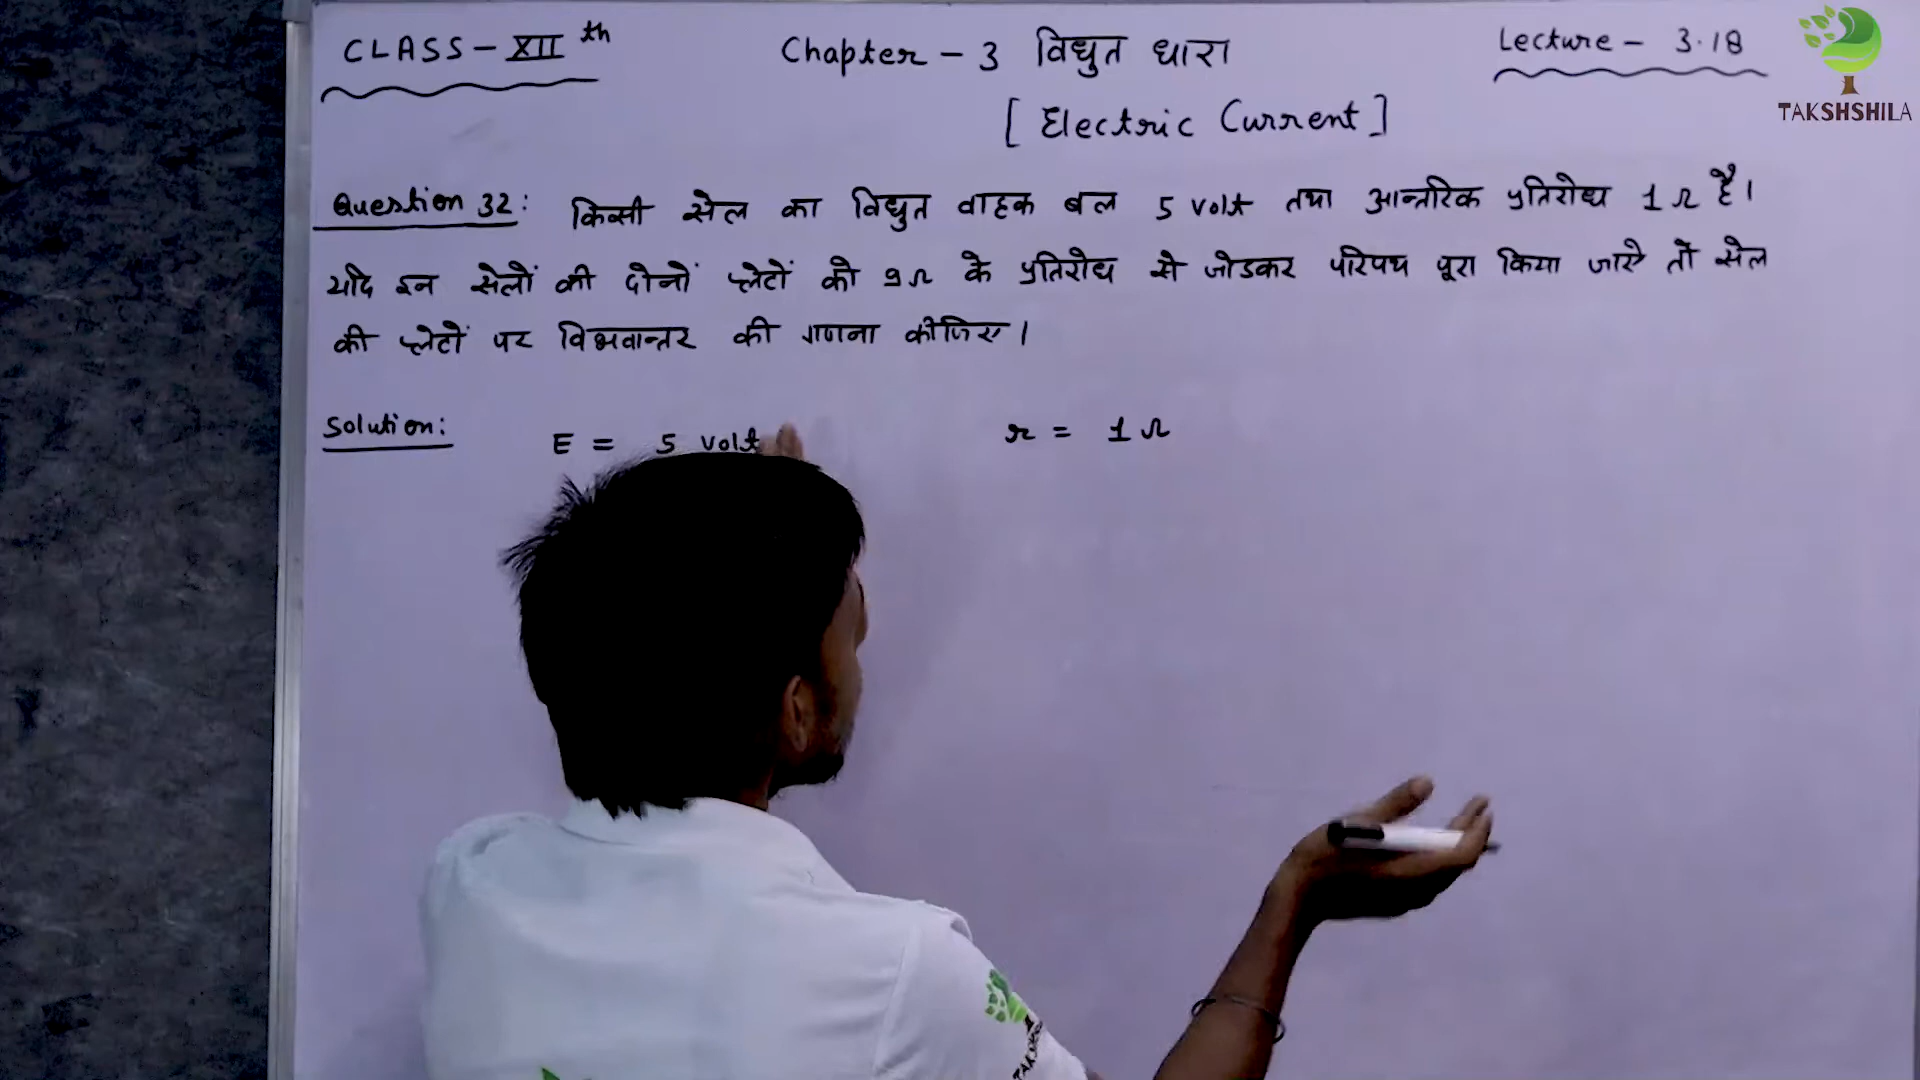 CLASS - XII th
Chapter - 3 विधुत धारा
Lecture - 3.18
TAKSHSHILA
[ Electric Current ]
Question 32: किसी सेल का विधुत वाहक बल 5 volt तथा आन्तरिक प्रतिरोध 1 Ω है।
यदि इन सेलों की दोनों प्लेटों को 9 Ω के प्रतिरोध से जोडकर परिपथ पूरा किया जाऐ तो सेल
की प्लेटों पर विभवान्तर की गणना कीजिए।
Solution: E = 5 volt r = 1 Ω